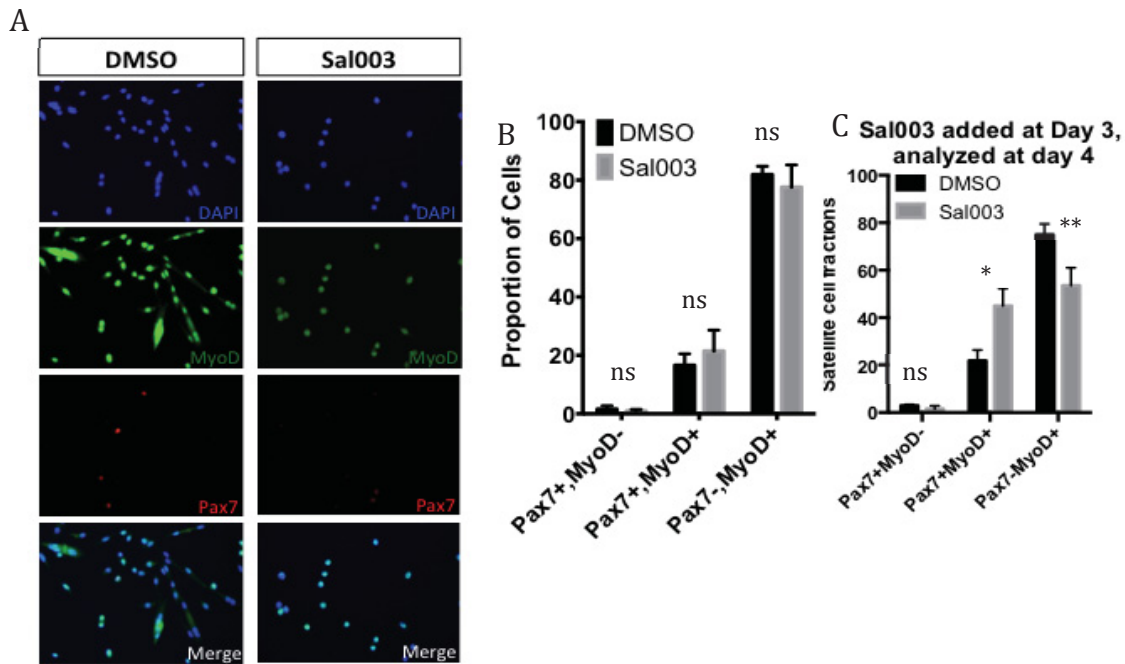 A
DMSO
Sal003
DAPI
DAPI
MyoD
MyoD
Pax7
Pax7
Merge
Merge
B
Proportion of Cells
100
80
60
40
20
0
DMSO
Sal003
ns
ns
ns
Pax7+,MyoD-
Pax7+,MyoD+
Pax7-,MyoD+
C
Sal003 added at Day 3,
analyzed at day 4
Satellite cell fractions
100
80
60
40
20
0
DMSO
Sal003
ns
*
**
Pax7+MyoD-
Pax7+MyoD+
Pax7-MyoD+